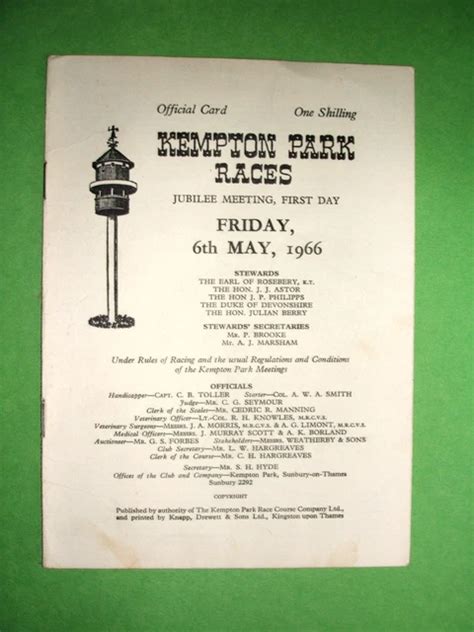 Official Card One Shilling
KEMPTON PARK
RACES
JUBILEE MEETING, FIRST DAY
FRIDAY,
6th MAY, 1966
STEWARDS
THE EARL OF ROSEBERY, K.T.
THE HON. J. J. ASTOR
THE HON J. P. PHILIPPS
THE DUKE OF DEVONSHIRE
THE HON. JULIAN BERRY
STEWARDS' SECRETARIES
MR. P. BROOKE
MR. A. J. MARSHAM
Under Rules of Racing and the usual Regulations and Conditions
of the Kempton Park Meetings
OFFICIALS
Handicapper—CAPT. C. B. TOLLER Starter—COL. A. W. A. SMITH
Judge—MR. C. G. SEYMOUR
Clerk of the Scales—MR. CEDRIC R. MANNING
Veterinary Officer—LT.-COL. R. H. KNOWLES, M.R.C.V.S.
Veterinary Surgeons—MESSRS. J. A. MORRIS, M.R.C.V.S. & A. G. LIMONT, M.R.C.V.S.
Medical Officers—MESSRS. J. MURRAY SCOTT & A. K. BORLAND
Auctioneer—MR. G. S. FORBES Stakeholders—MESSRS. WEATHERBY & SONS
Club Secretary—MR. L. W. HARGREAVES
Clerk of the Course—MR. C. H. HARGREAVES
Secretary—MR. S. H. HYDE
Offices of the Club and Company—Kempton Park, Sunbury-on-Thames
Sunbury 2292
COPYRIGHT
Published by authority of The Kempton Park Race Course Company Ltd.,
and printed by Knapp, Drewett & Sons Ltd., Kingston upon Thames